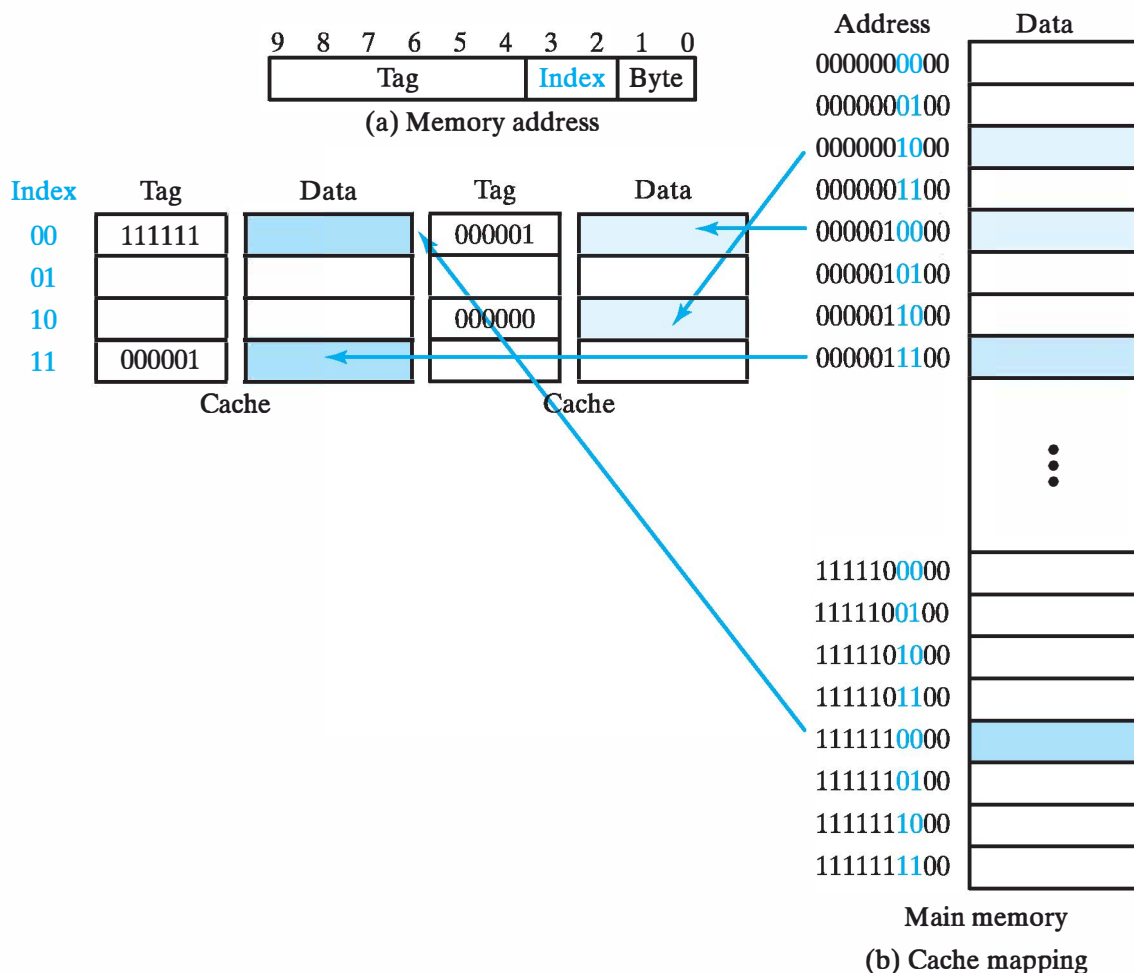 9 8 7 6 5 4 3 2 1 0
Tag Index Byte
(a) Memory address
Index Tag Data Tag Data
00 111111 000001
01
10 000000
11 000001
Cache Cache
Address Data
0000000000
0000000100
0000001000
0000001100
0000010000
0000010100
0000011000
0000011100
1111100000
1111100100
1111101000
1111101100
1111110000
1111110100
1111111000
1111111100
Main memory
(b) Cache mapping